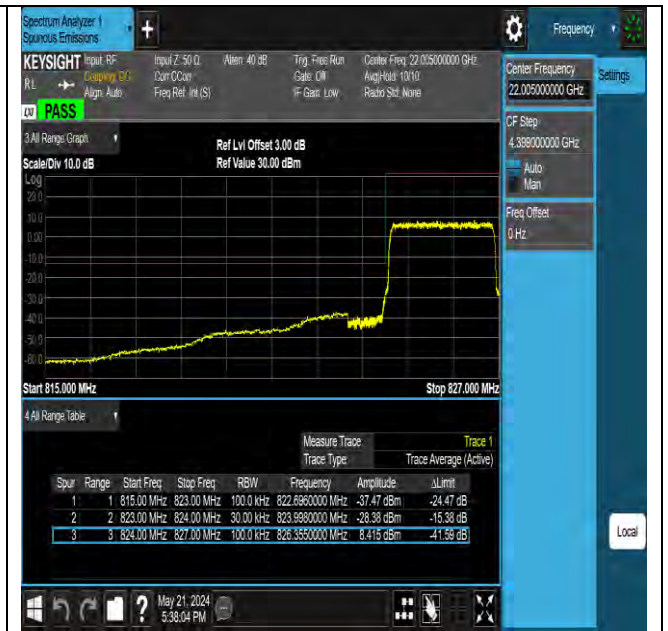 Spectrum Analyzer 1
Spurious Emissions
+
Frequency
KEYSIGHT Input: RF
Coupling: DC
Align: Auto
RL
Input Z: 50 Ω
Corr CCorr
Freq Ref: Int (S)
Atten: 40 dB
Trig: Free Run
Gate: Off
IF Gain: Low
Center Freq: 22.005000000 GHz
Avg|Hold: 10/10
Radio Std: None
PASS
Center Frequency
22.005000000 GHz
Settings
CF Step
4.399000000 GHz
Auto
Man
Freq Offset
0 Hz
3 All Range Graph
Scale/Div 10.0 dB
Ref Lvl Offset 3.00 dB
Ref Value 30.00 dBm
Log
20.0
10.0
0.00
-10.0
-20.0
-30.0
-40.0
-50.0
-60.0
Start 815.000 MHz
Stop 827.000 MHz
4 All Range Table
Measure Trace Trace 1
Trace Type Trace Average (Active)
Spur Range Start Freq Stop Freq RBW Frequency Amplitude ΔLimit
1 1 815.00 MHz 823.00 MHz 100.0 kHz 822.6960000 MHz -37.47 dBm -24.47 dB
2 2 823.00 MHz 824.00 MHz 30.00 kHz 823.9980000 MHz -28.38 dBm -15.38 dB
3 3 824.00 MHz 827.00 MHz 100.0 kHz 826.3550000 MHz 8.415 dBm -41.59 dB
Local
?
May 21, 2024
5:38:04 PM